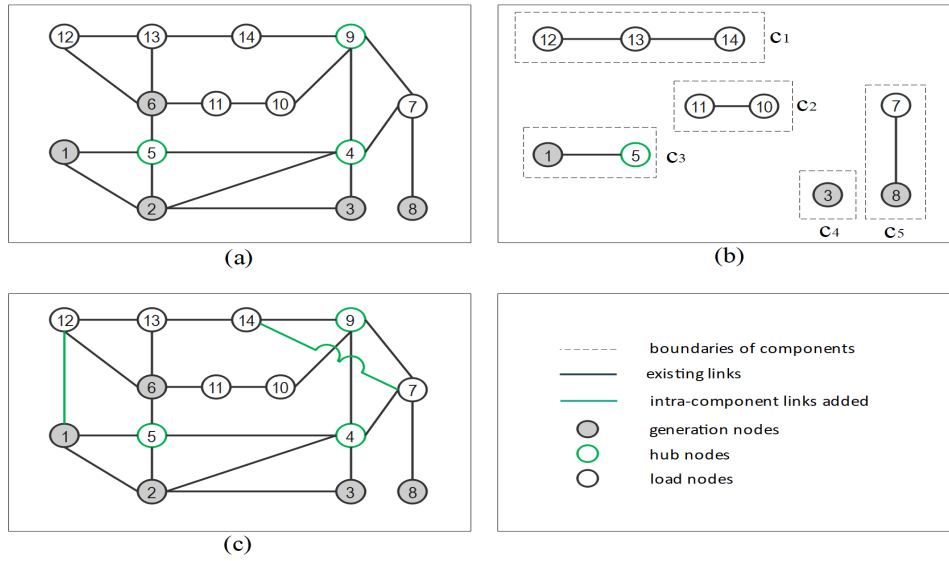 12 13 14 9
6 11 10 7
1 5 4
2 3 8
(a)
12 13 14 c1
11 10 c2 7
1 5 c3
3 8
c4 c5
(b)
12 13 14 9
6 11 10 7
1 5 4
2 3 8
(c)
boundaries of components
existing links
intra-component links added
generation nodes
hub nodes
load nodes